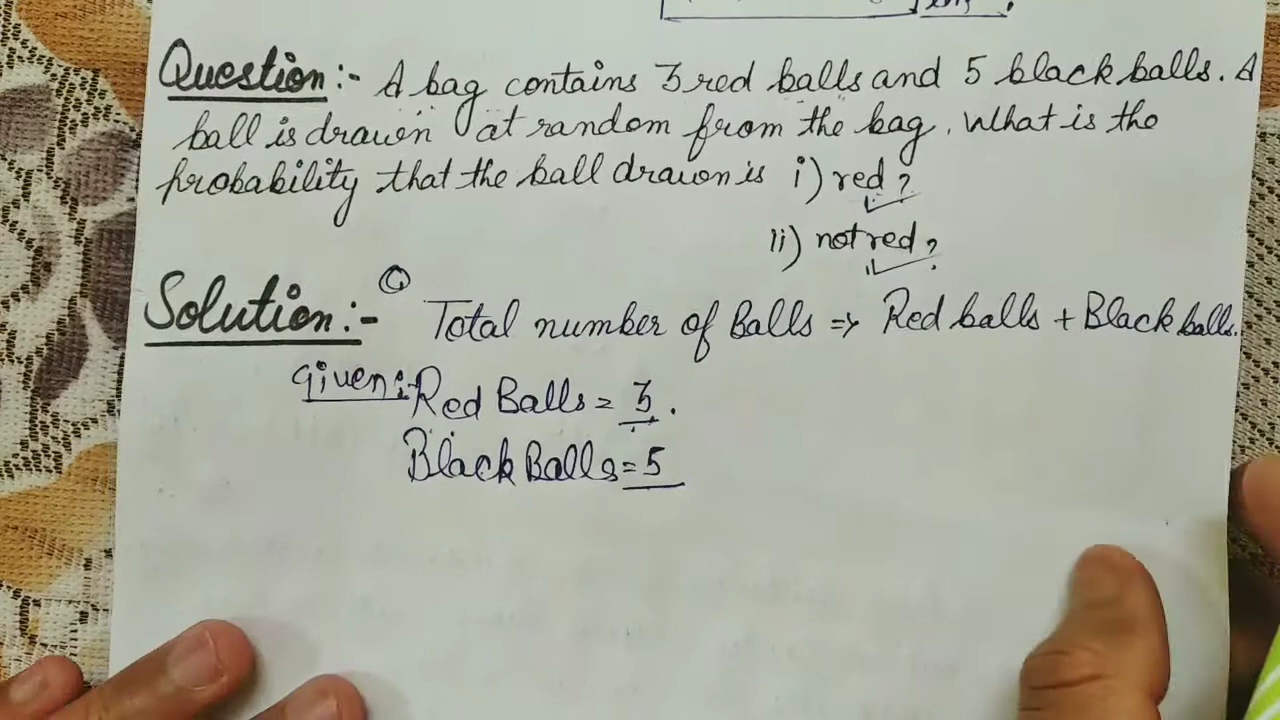 Question:- A bag contains 3 red balls and 5 black balls. A
ball is drawn at random from the bag. What is the
probability that the ball drawn is i) red?
ii) not red?
Solution:- Total number of Balls => Red balls + Black balls.
given:- Red Balls = 3.
Black Balls = 5